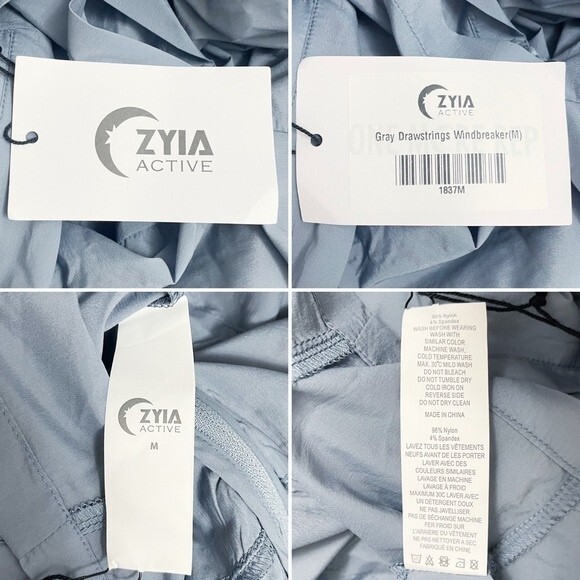 ZYIA
ACTIVE
ZYIA
ACTIVE
Gray Drawstrings Windbreaker(M)
1837M
ZYIA
ACTIVE
M
96% Nylon
4% Spandex
WASH BEFORE WEARING
WASH WITH
SIMILAR COLOR
MACHINE WASH,
COLD TEMPERATURE
MAX. 30°C MILD WASH
DO NOT BLEACH
DO NOT TUMBLE DRY
COLD IRON ON
REVERSE SIDE
DO NOT DRY CLEAN
MADE IN CHINA
96% Nylon
4% Spandex
LAVEZ TOUS LES VÊTEMENTS
NEUFS AVANT DE LES PORTER
LAVER AVEC DES
COULEURS SIMILAIRES
LAVAGE EN MACHINE
LAVAGE À FROID
MAXIMUM 30C LAVER AVEC
UN DÉTERGENT DOUX
NE PAS JAVELLISER
PAS DE SÉCHAGE MACHINE
FER FROID SUR
L'ARRIÈRE DU
NE PAS NETTOYER À
SEC